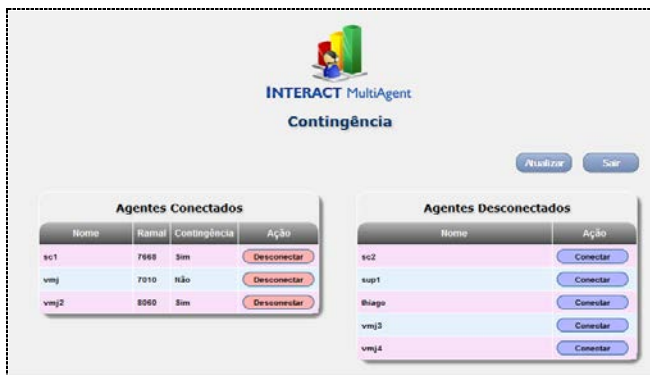 INTERACT MultiAgent
Contingência
Atualizar Sair
Agentes Conectados
Nome Ramal Contingência Ação
sc1 7668 Sim Desconectar
vmj 7010 Não Desconectar
vmj2 8060 Sim Desconectar
Agentes Desconectados
Nome Ação
sc2 Conectar
sup1 Conectar
thiago Conectar
vmj3 Conectar
vmj4 Conectar